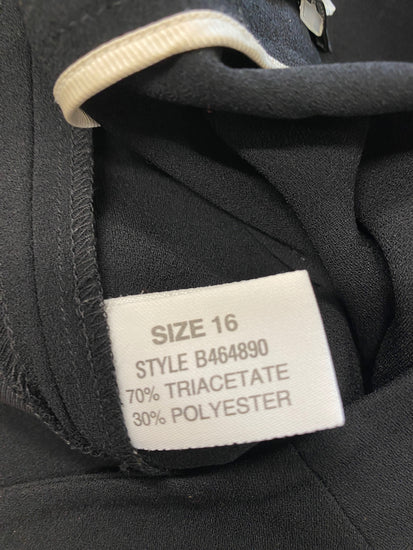 SIZE 16
STYLE B464890
70% TRIACETATE
30% POLYESTER